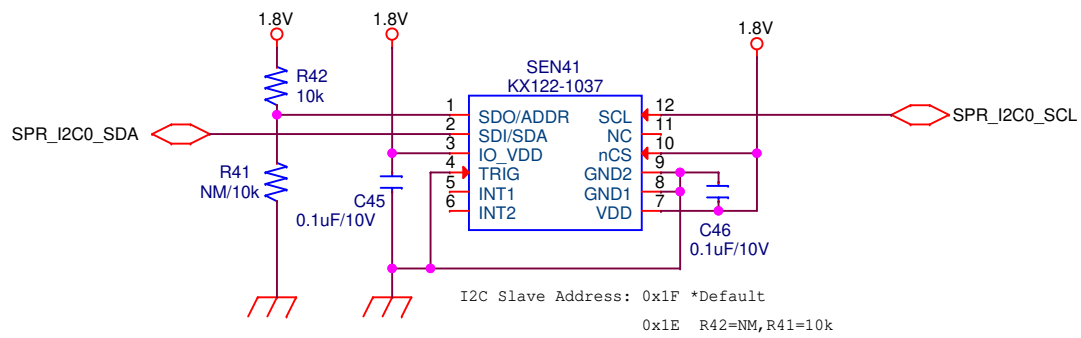 1.8V
1.8V
1.8V
R42
10k
SEN41
KX122-1037
SPR_I2C0_SDA
SPR_I2C0_SCL
1 SDO/ADDR SCL 12
2 SDI/SDA NC 11
3 IO_VDD nCS 10
4 TRIG GND2 9
5 INT1 GND1 8
6 INT2 VDD 7
R41
NM/10k
C45
0.1uF/10V
C46
0.1uF/10V
I2C Slave Address: 0x1F *Default
0x1E R42=NM,R41=10k